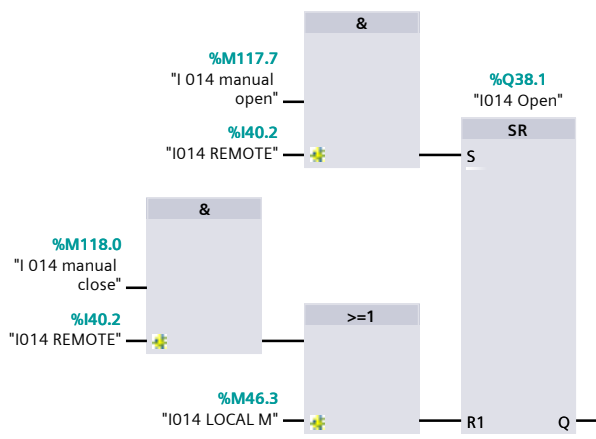 &
%M117.7
"I 014 manual
open"
%Q38.1
"I014 Open"
SR
%I40.2
"I014 REMOTE"
S
&
%M118.0
"I 014 manual
close"
%I40.2
"I014 REMOTE"
>=1
%M46.3
"I014 LOCAL M"
R1
Q